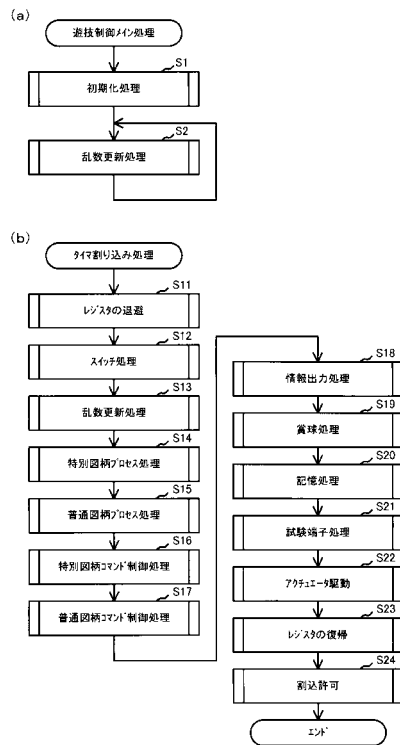 (a)
遊技制御メイン処理
S1
初期化処理
S2
乱数更新処理
(b)
タイマ割り込み処理
S11
レジスタの退避
S12
スイッチ処理
S13
乱数更新処理
S14
特別図柄プロセス処理
S15
普通図柄プロセス処理
S16
特別図柄コマンド制御処理
S17
普通図柄コマンド制御処理
S18
情報出力処理
S19
賞球処理
S20
記憶処理
S21
試験端子処理
S22
アクチュエータ駆動
S23
レジスタの復帰
S24
割込許可
エンド